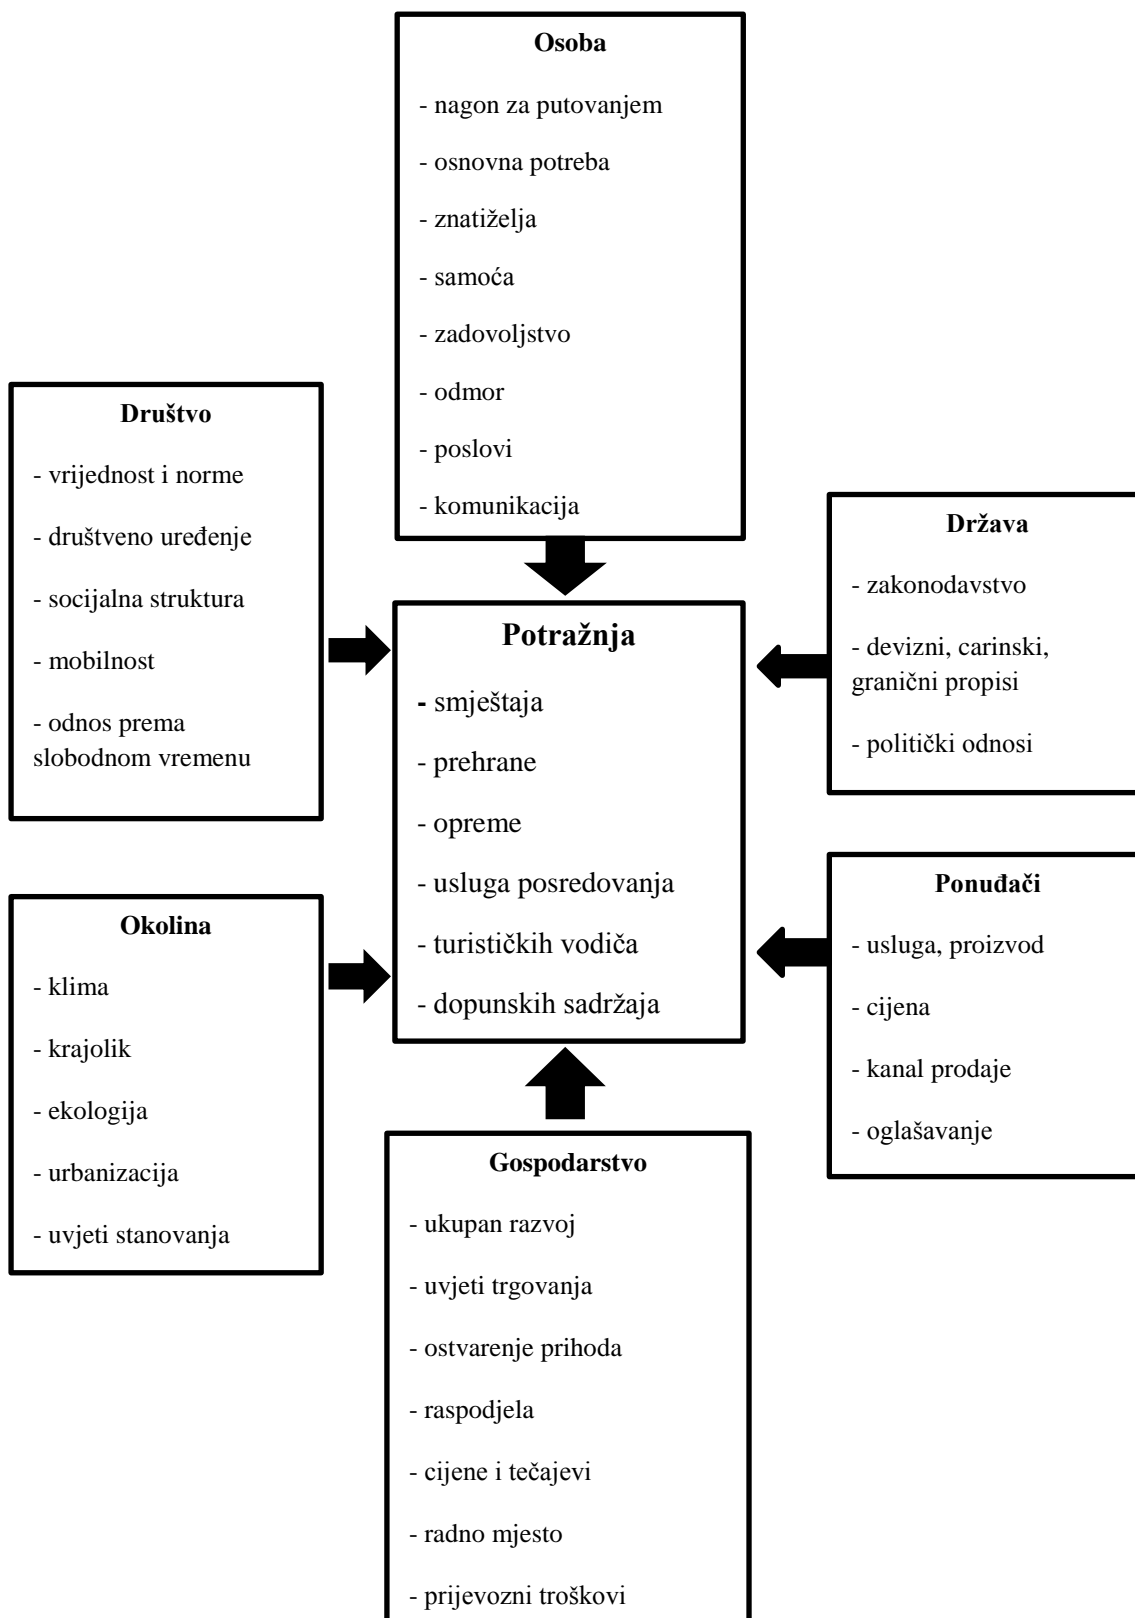 Osoba
- nagon za putovanjem
- osnovna potreba
- znatiželja
- samoća
- zadovoljstvo
- odmor
- poslovi
- komunikacija
Društvo
- vrijednost i norme
- društveno uređenje
- socijalna struktura
- mobilnost
- odnos prema
slobodnom vremenu
Država
- zakonodavstvo
- devizni, carinski,
granični propisi
- politički odnosi
Potražnja
- smještaja
- prehrane
- opreme
- usluga posredovanja
- turističkih vodiča
- dopunskih sadržaja
Okolina
- klima
- krajolik
- ekologija
- urbanizacija
- uvjeti stanovanja
Ponuđači
- usluga, proizvod
- cijena
- kanal prodaje
- oglašavanje
Gospodarstvo
- ukupan razvoj
- uvjeti trgovanja
- ostvarenje prihoda
- raspodjela
- cijene i tečajevi
- radno mjesto
- prijevozni troškovi